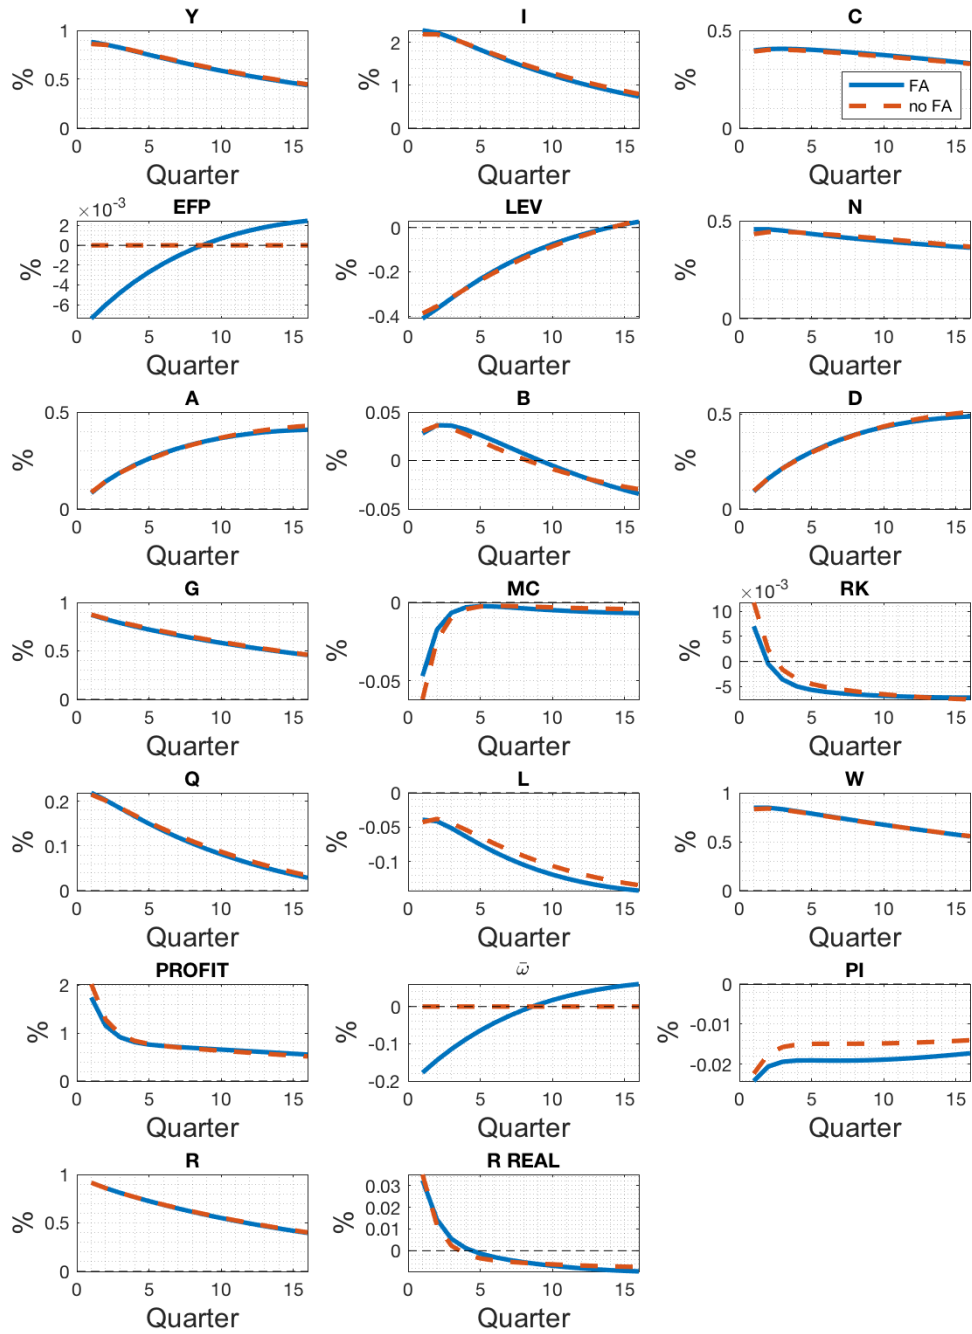 Y
I
C
1
0.5
0
%
0 5 10 15
Quarter
2
1
0
%
0 5 10 15
Quarter
0.5
0
%
0 5 10 15
Quarter
FA
no FA
×10⁻³
EFP
LEV
N
2
0
-2
-4
-6
%
0 5 10 15
Quarter
0
-0.2
-0.4
%
0 5 10 15
Quarter
0.5
0
%
0 5 10 15
Quarter
A
B
D
0.5
0
%
0 5 10 15
Quarter
0.05
0
-0.05
%
0 5 10 15
Quarter
0.5
0
%
0 5 10 15
Quarter
G
MC
×10⁻³
RK
1
0.5
0
%
0 5 10 15
Quarter
0
-0.05
%
0 5 10 15
Quarter
10
5
0
-5
%
0 5 10 15
Quarter
Q
L
W
0.2
0.1
0
%
0 5 10 15
Quarter
0
-0.05
-0.1
%
0 5 10 15
Quarter
1
0.5
0
%
0 5 10 15
Quarter
PROFIT
ω̄
PI
2
1
0
%
0 5 10 15
Quarter
0
-0.1
-0.2
%
0 5 10 15
Quarter
0
-0.01
-0.02
%
0 5 10 15
Quarter
R
R REAL
1
0.5
0
%
0 5 10 15
Quarter
0.03
0.02
0.01
0
%
0 5 10 15
Quarter